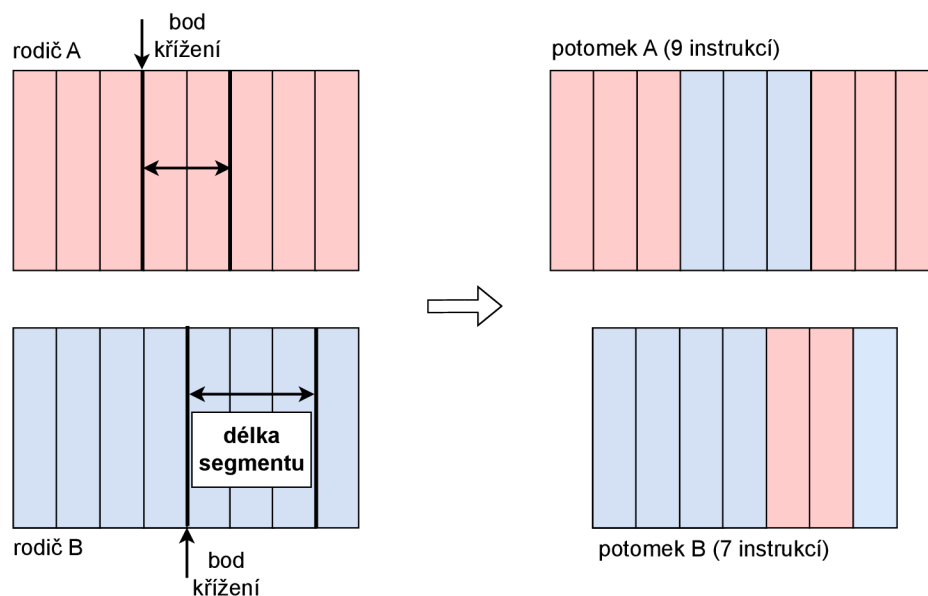 bod
křížení
rodič A
potomek A (9 instrukcí)
délka
segmentu
rodič B
bod
křížení
potomek B (7 instrukcí)